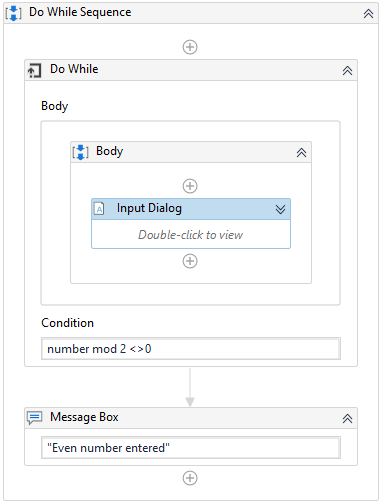 Do While Sequence
Do While
Body
Body
Input Dialog
Double-click to view
Condition
number mod 2 <>0
Message Box
"Even number entered"